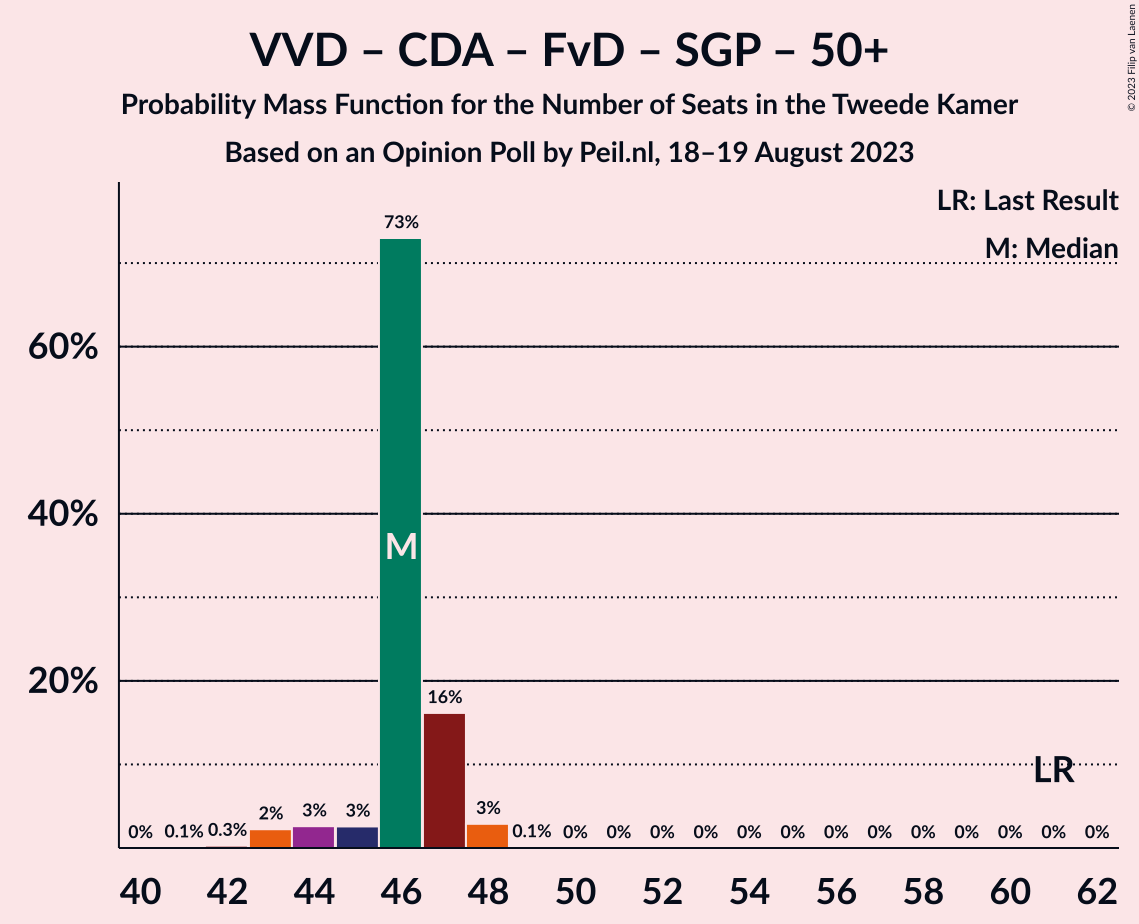 VVD – CDA – FvD – SGP – 50+
Probability Mass Function for the Number of Seats in the Tweede Kamer
Based on an Opinion Poll by Peil.nl, 18–19 August 2023
© 2023 Filip van Laenen
LR: Last Result
M: Median
73%
60%
M
40%
20%
16%
LR
0% 0.1% 0.3% 2% 3% 3% 3% 0.1% 0% 0% 0% 0% 0% 0% 0% 0% 0% 0% 0% 0% 0%
40 42 44 46 48 50 52 54 56 58 60 62